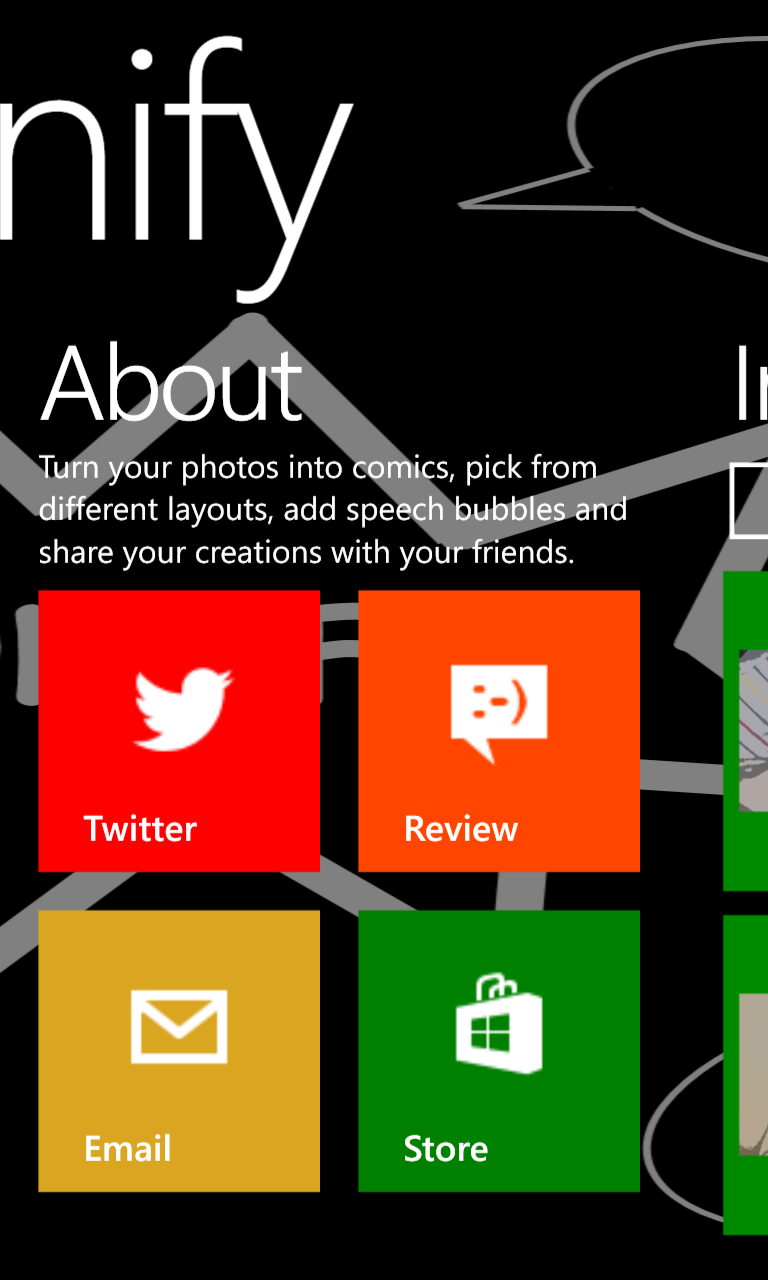 nify
About
Turn your photos into comics, pick from
different layouts, add speech bubbles and
share your creations with your friends.
Twitter
Review
Email
Store